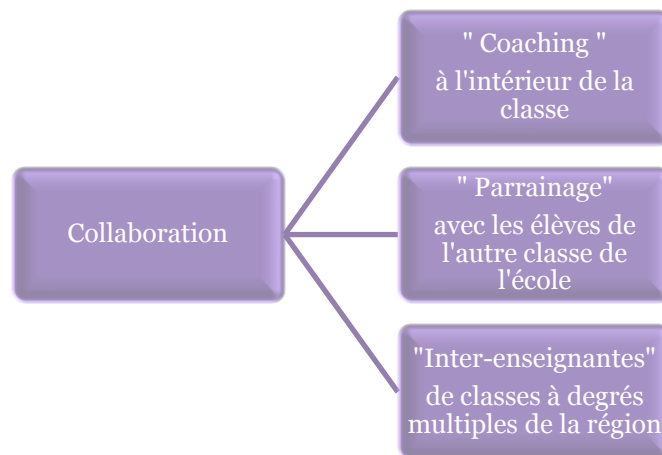 " Coaching "
à l'intérieur de la
classe
Collaboration
" Parrainage"
avec les élèves de
l'autre classe de
l'école
"Inter-enseignantes"
de classes à degrés
multiples de la région